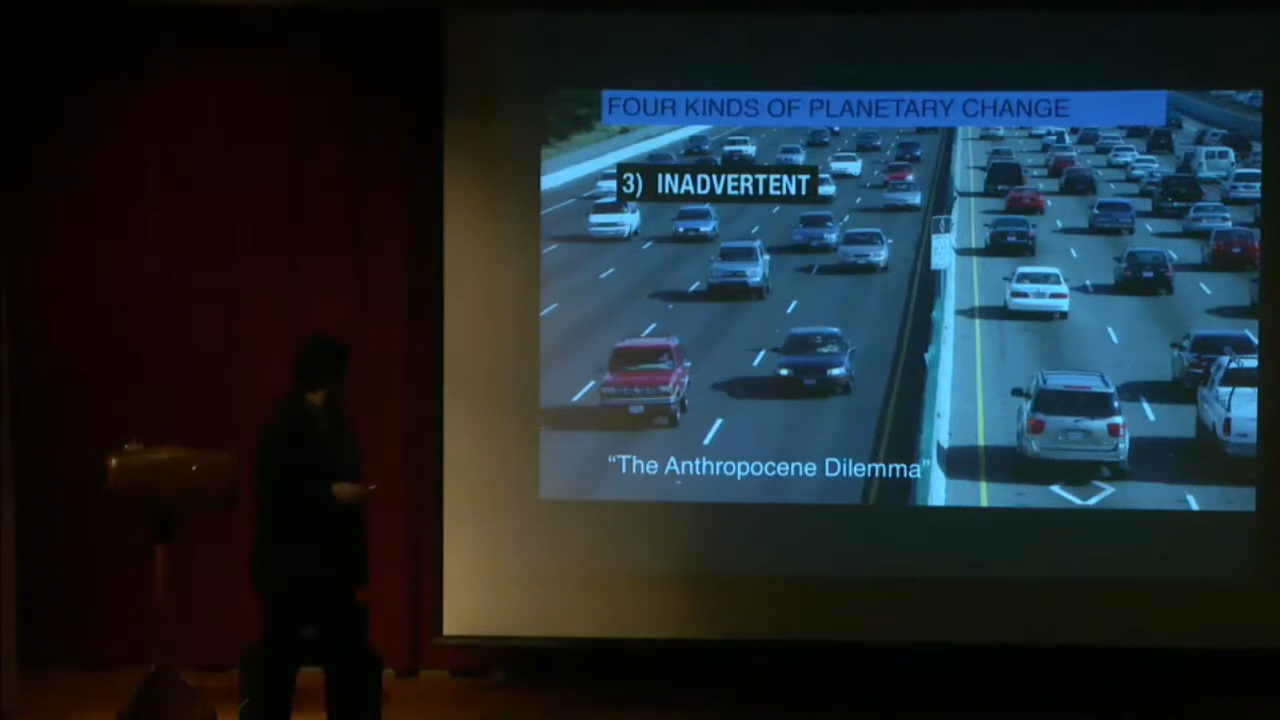 FOUR KINDS OF PLANETARY CHANGE
3) INADVERTENT
“The Anthropocene Dilemma”